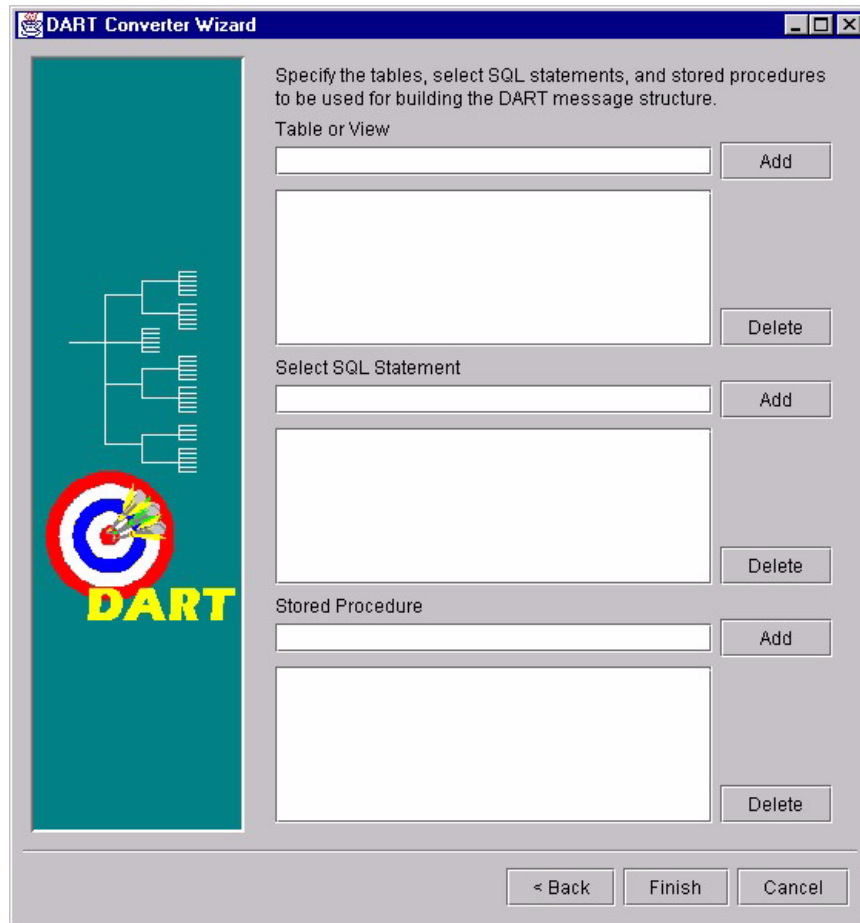 DART Converter Wizard
Specify the tables, select SQL statements, and stored procedures
to be used for building the DART message structure.
Table or View
Add
Delete
Select SQL Statement
Add
Delete
DART
Stored Procedure
Add
Delete
< Back
Finish
Cancel